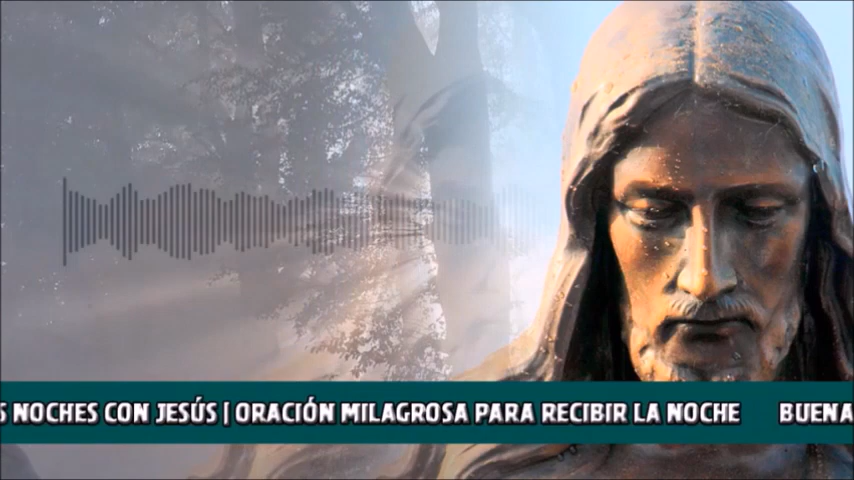 S NOCHES CON JESÚS | ORACIÓN MILAGROSA PARA RECIBIR LA NOCHE BUENA